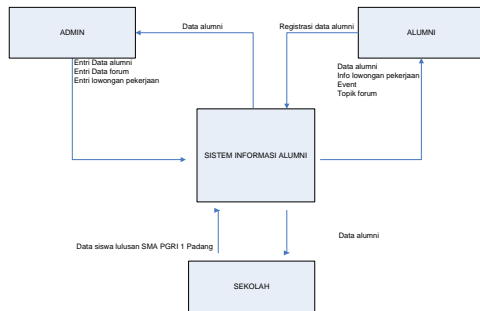 ADMIN
Data alumni
Registrasi data alumni
ALUMNI
Entri Data alumni
Entri Data forum
Entri lowongan pekerjaan
Data alumni
Info lowongan pekerjaan
Event
Topik forum
SISTEM INFORMASI ALUMNI
Data siswa lulusan SMA PGRI 1 Padang
Data alumni
SEKOLAH